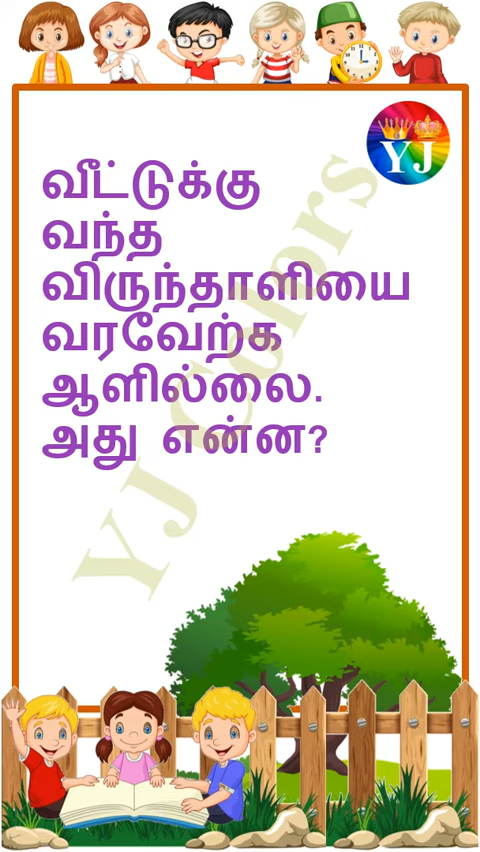 YJ
வீட்டுக்கு
வந்த
விருந்தாளியை
வரவேற்க
ஆளில்லை.
அது என்ன?
YJ Colors